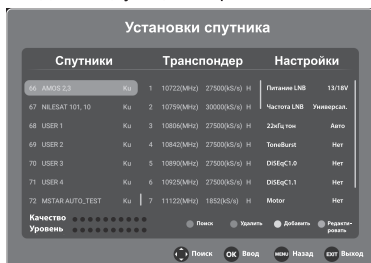 Установки спутника
Спутники Транспондер Настройки
66 AMOS 2,3 Ku 1 10722(MHz) 27500(kS/s) H Питание LNB 13/18V
67 NILESAT 101, 10 Ku 2 10759(MHz) 30000(kS/s) H Частота LNB Универсал.
68 USER 1 Ku 3 10806(MHz) 27500(kS/s) H 22кГц тон Авто
69 USER 2 Ku 4 10842(MHz) 27500(kS/s) H ToneBurst Нет
70 USER 3 Ku 5 10890(MHz) 27500(kS/s) H DiSEqC1.0 Нет
71 USER 4 Ku 6 10925(MHz) 27500(kS/s) H DiSEqC1.1 Нет
72 MSTAR AUTO_TEST Ku 7 11122(MHz) 1852(kS/s) H Motor Нет
Качество
Уровень
Поиск Удалить Добавить Редакти-
ровать
Поиск OK Ввод MENU Назад EXIT Выход